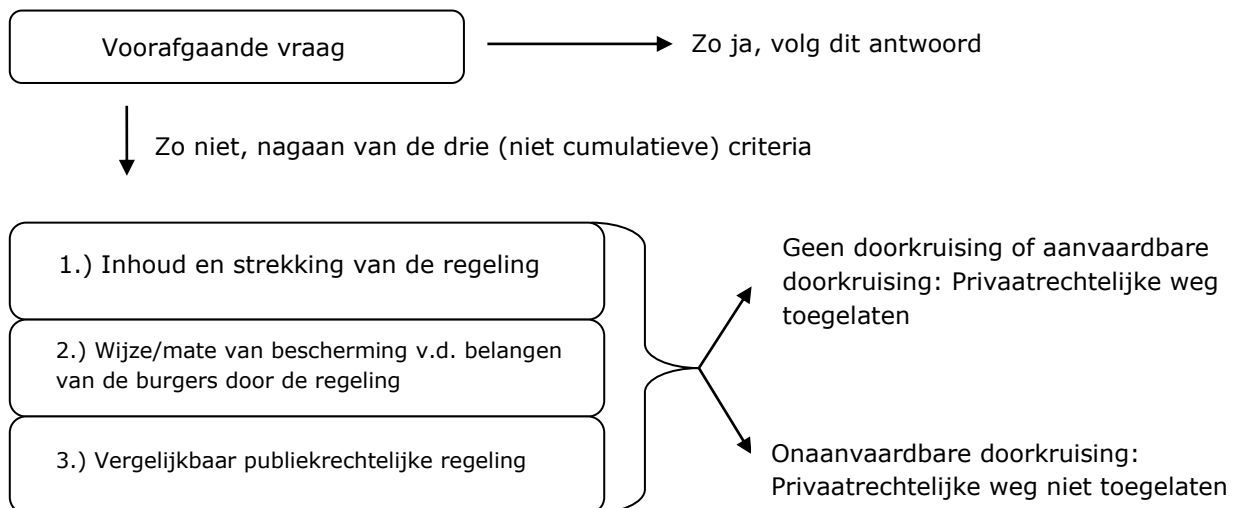 Voorafgaande vraag
Zo ja, volg dit antwoord
Zo niet, nagaan van de drie (niet cumulatieve) criteria
1.) Inhoud en strekking van de regeling
2.) Wijze/mate van bescherming v.d. belangen
van de burgers door de regeling
3.) Vergelijkbaar publiekrechtelijke regeling
Geen doorkruising of aanvaardbare
doorkruising: Privaatrechtelijke weg
toegelaten
Onaanvaardbare doorkruising:
Privaatrechtelijke weg niet toegelaten